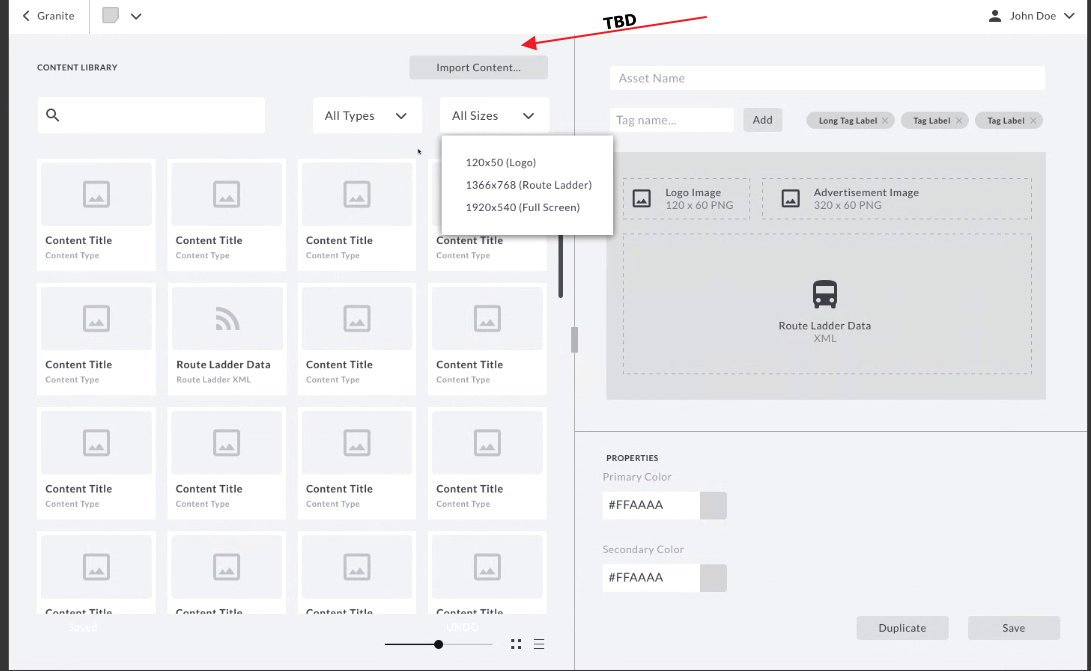 Granite
TBD
John Doe
CONTENT LIBRARY
Import Content...
All Types
All Sizes
120x50 (Logo)
1366x768 (Route Ladder)
1920x540 (Full Screen)
Content Title
Content Type
Content Title
Content Type
Content Title
Content Type
Content Title
Content Type
Content Title
Content Type
Route Ladder Data
Route Ladder XML
Content Title
Content Type
Content Title
Content Type
Content Title
Content Type
Content Title
Content Type
Content Title
Content Type
Content Title
Content Type
Content Title
Content Title
Content Title
Content Title
UNDO
Asset Name
Tag name...
Add
Long Tag Label
Tag Label
Tag Label
Logo Image
120 x 60 PNG
Advertisement Image
320 x 60 PNG
Route Ladder Data
XML
PROPERTIES
Primary Color
#FFAAAA
Secondary Color
#FFAAAA
Duplicate
Save